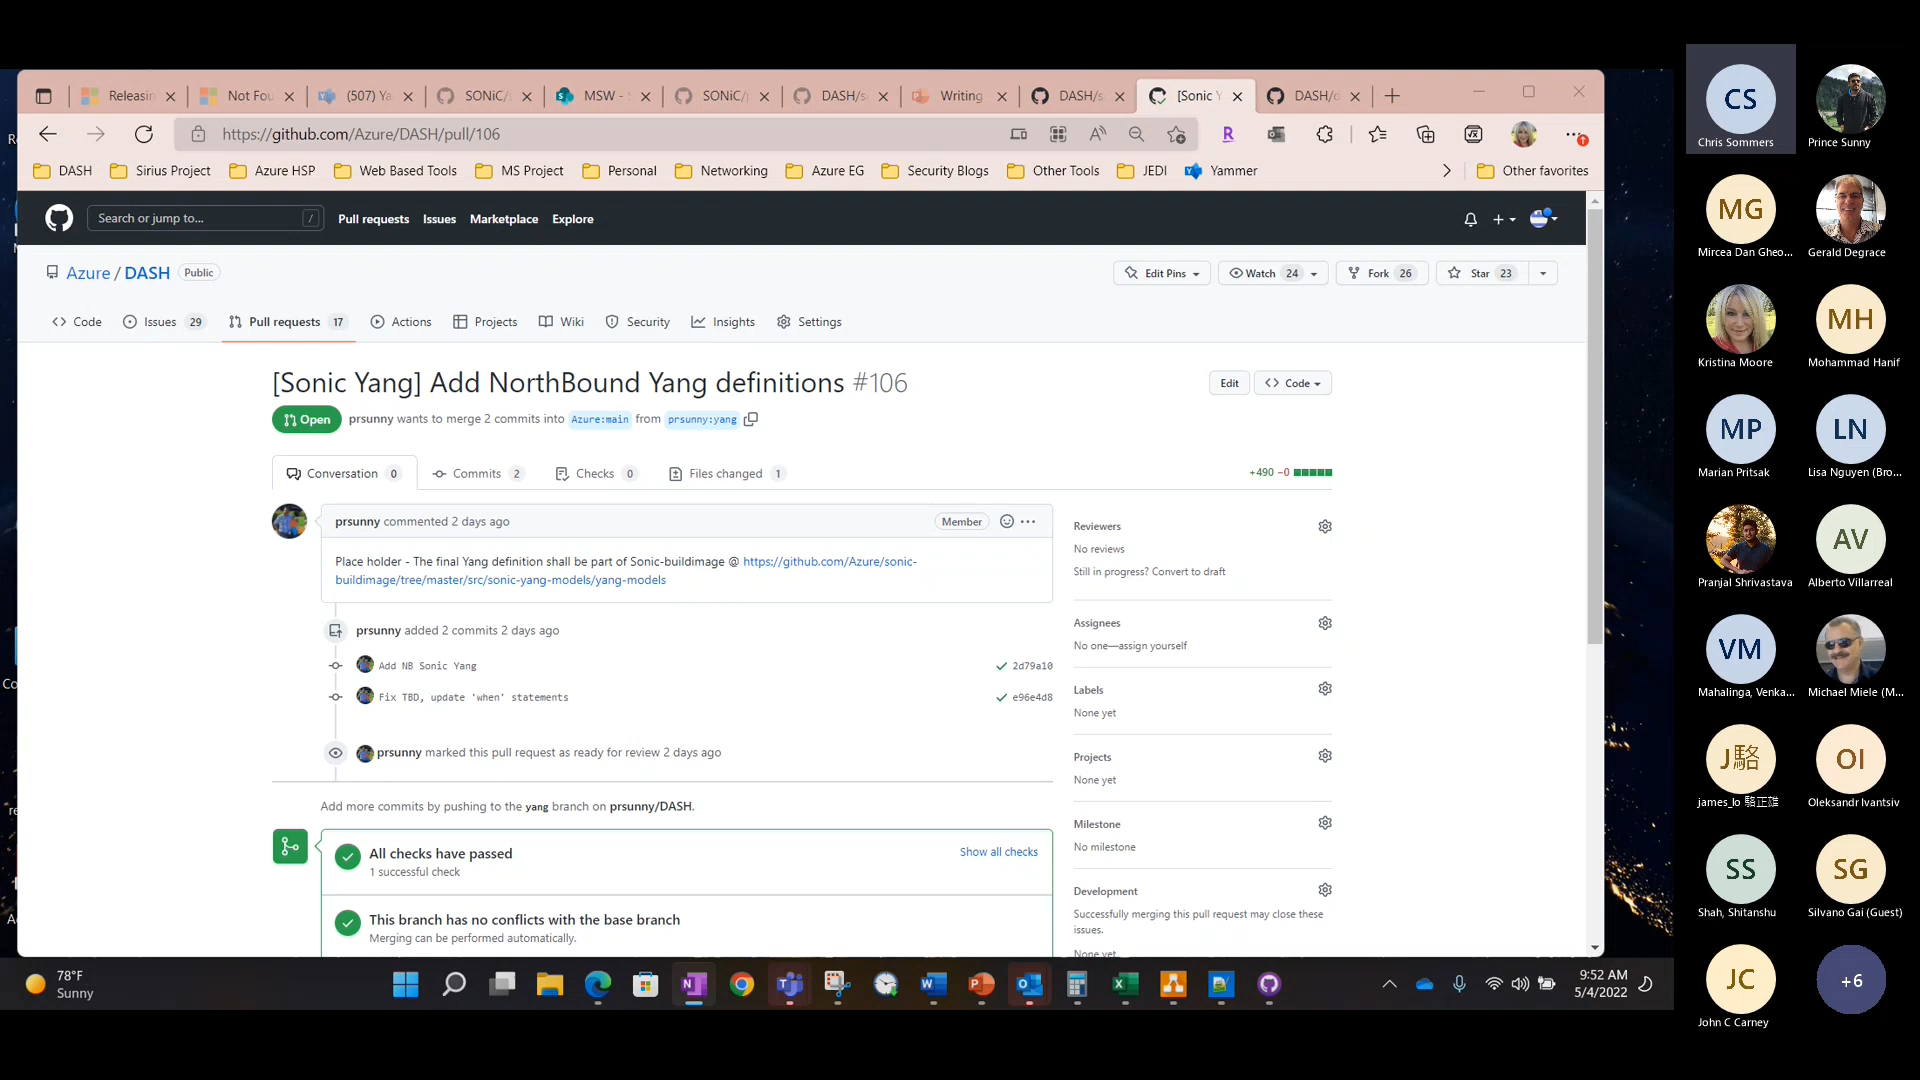 Releasin
Not Fou
(507) Ya
SONiC/
MSW -
SONiC/
DASH/s
Writing
DASH/s
[Sonic Y
DASH/
https://github.com/Azure/DASH/pull/106
DASH
Sirius Project
Azure HSP
Web Based Tools
MS Project
Personal
Networking
Azure EG
Security Blogs
Other Tools
JEDI
Yammer
Other favorites
Search or jump to...
/
Pull requests
Issues
Marketplace
Explore
Azure / DASH
Public
Edit Pins
Watch 24
Fork 26
Star 23
Code
Issues 29
Pull requests 17
Actions
Projects
Wiki
Security
Insights
Settings
[Sonic Yang] Add NorthBound Yang definitions #106
Edit
Code
Open
prsunny wants to merge 2 commits into Azure:main from prsunny:yang
Conversation 0
Commits 2
Checks 0
Files changed 1
+490 −0
prsunny commented 2 days ago
Member
Place holder - The final Yang definition shall be part of Sonic-buildimage @ https://github.com/Azure/sonic-
buildimage/tree/master/src/sonic-yang-models/yang-models
prsunny added 2 commits 2 days ago
Add NB Sonic Yang
2d79a10
Fix TBD, update 'when' statements
e96e4d8
prsunny marked this pull request as ready for review 2 days ago
Add more commits by pushing to the yang branch on prsunny/DASH.
All checks have passed
1 successful check
Show all checks
This branch has no conflicts with the base branch
Merging can be performed automatically.
Reviewers
No reviews
Still in progress? Convert to draft
Assignees
No one—assign yourself
Labels
None yet
Projects
None yet
Milestone
No milestone
Development
Successfully merging this pull request may close these
issues.
None yet
78°F
Sunny
9:52 AM
5/4/2022
CS
Chris Sommers
Prince Sunny
MG
Mircea Dan Gheo...
Gerald Degrace
Kristina Moore
MH
Mohammad Hanif
MP
Marian Pritsak
LN
Lisa Nguyen (Bro...
Pranjal Shrivastava
AV
Alberto Villarreal
VM
Mahalinga, Venka...
Michael Miele (M...
J駱
james_lo 駱正雄
OI
Oleksandr Ivantsiv
SS
Shah, Shitanshu
SG
Silvano Gai (Guest)
JC
John C Carney
+6